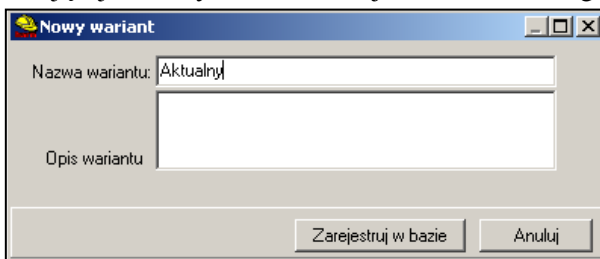 Nowy wariant
Nazwa wariantu: Aktualny
Opis wariantu
Zarejestruj w bazie Anuluj